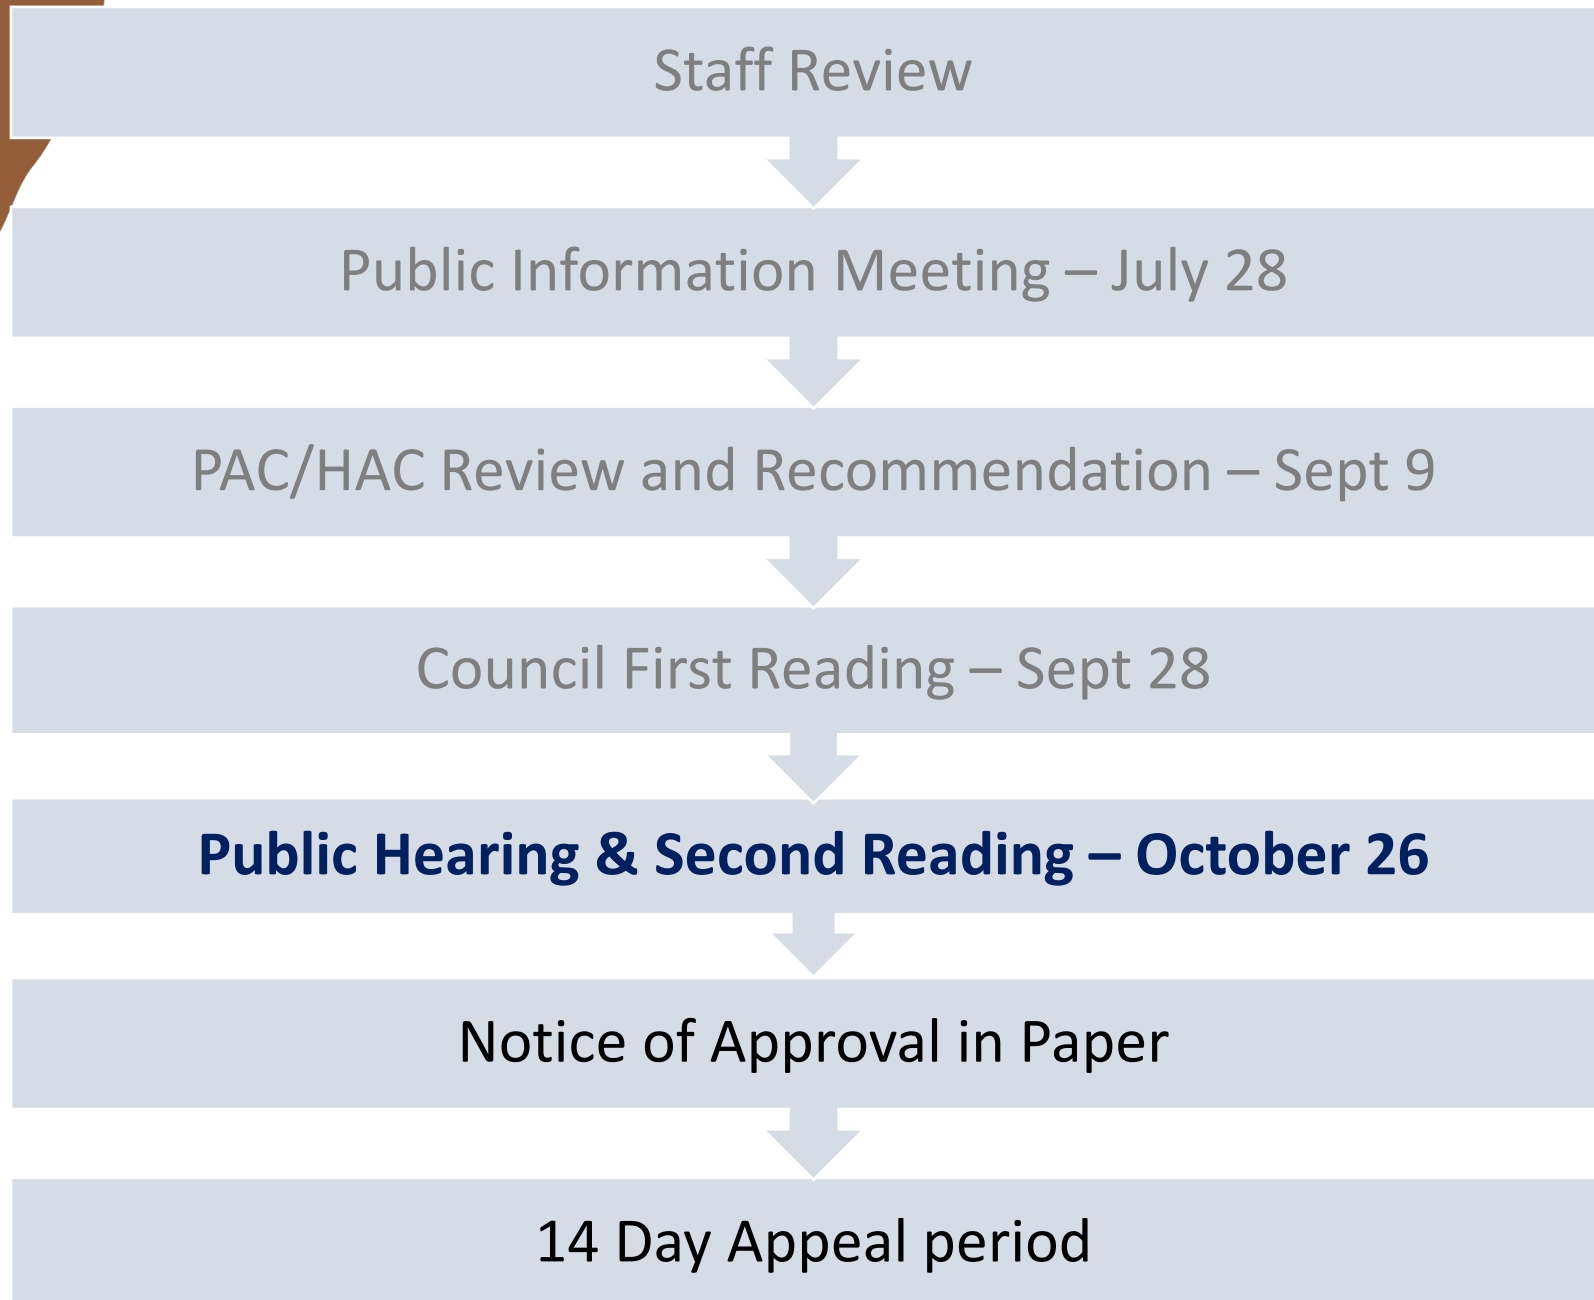 Staff Review
Public Information Meeting – July 28
PAC/HAC Review and Recommendation – Sept 9
Council First Reading – Sept 28
Public Hearing & Second Reading – October 26
Notice of Approval in Paper
14 Day Appeal period